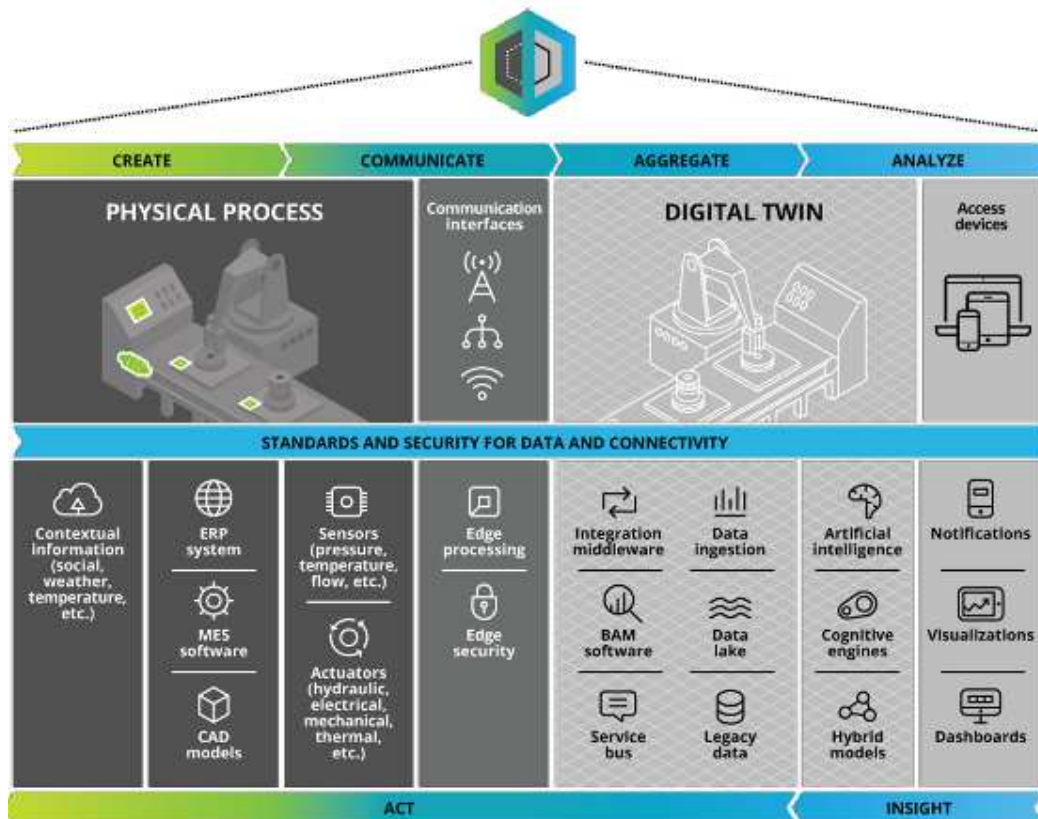 CREATE
COMMUNICATE
AGGREGATE
ANALYZE
PHYSICAL PROCESS
Communication
interfaces
DIGITAL TWIN
Access
devices
STANDARDS AND SECURITY FOR DATA AND CONNECTIVITY
Contextual
information
(social,
weather,
temperature,
etc.)
ERP
system
MES
software
CAD
models
Sensors
(pressure,
temperature,
flow, etc.)
Actuators
(hydraulic,
electrical,
mechanical,
thermal,
etc.)
Edge
processing
Edge
security
Integration
middleware
BAM
software
Service
bus
Data
ingestion
Data
lake
Legacy
data
Artificial
intelligence
Cognitive
engines
Hybrid
models
Notifications
Visualizations
Dashboards
ACT
INSIGHT